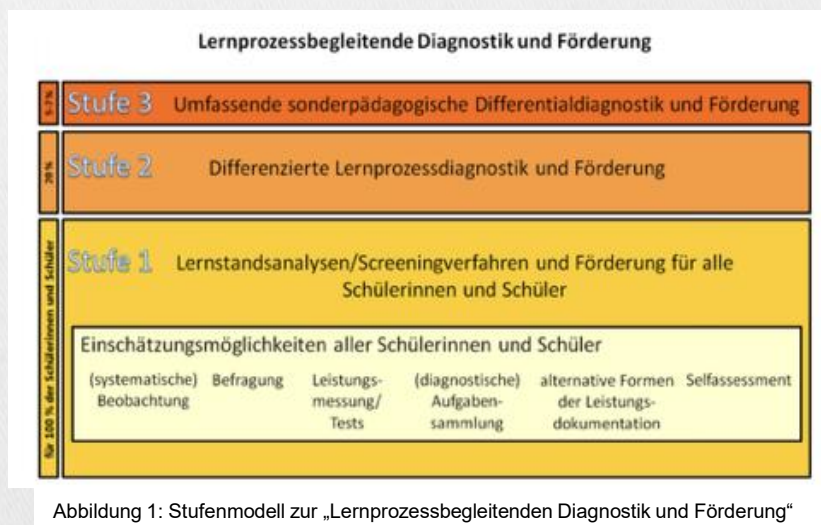 Lernprozessbegleitende Diagnostik und Förderung
5-7 %
Stufe 3
Umfassende sonderpädagogische Differentialdiagnostik und Förderung
20 %
Stufe 2
Differenzierte Lernprozessdiagnostik und Förderung
für 100 % der Schülerinnen und Schüler
Stufe 1
Lernstandsanalysen/Screeningverfahren und Förderung für alle
Schülerinnen und Schüler
Einschätzungsmöglichkeiten aller Schülerinnen und Schüler
(systematische)
Beobachtung
Befragung
Leistungs-
messung/
Tests
(diagnostische)
Aufgaben-
sammlung
alternative Formen
der Leistungs-
dokumentation
Selfassessment
Abbildung 1: Stufenmodell zur „Lernprozessbegleitenden Diagnostik und Förderung“